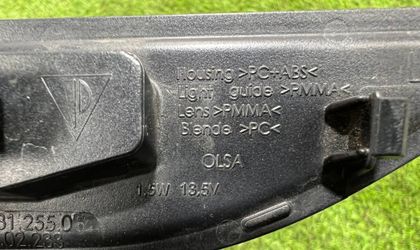 Housing >PC+ABS<
Light guide >PMMA<
Lens >PMMA<
Blende >PC<
OLSA
1,5W 13,5V